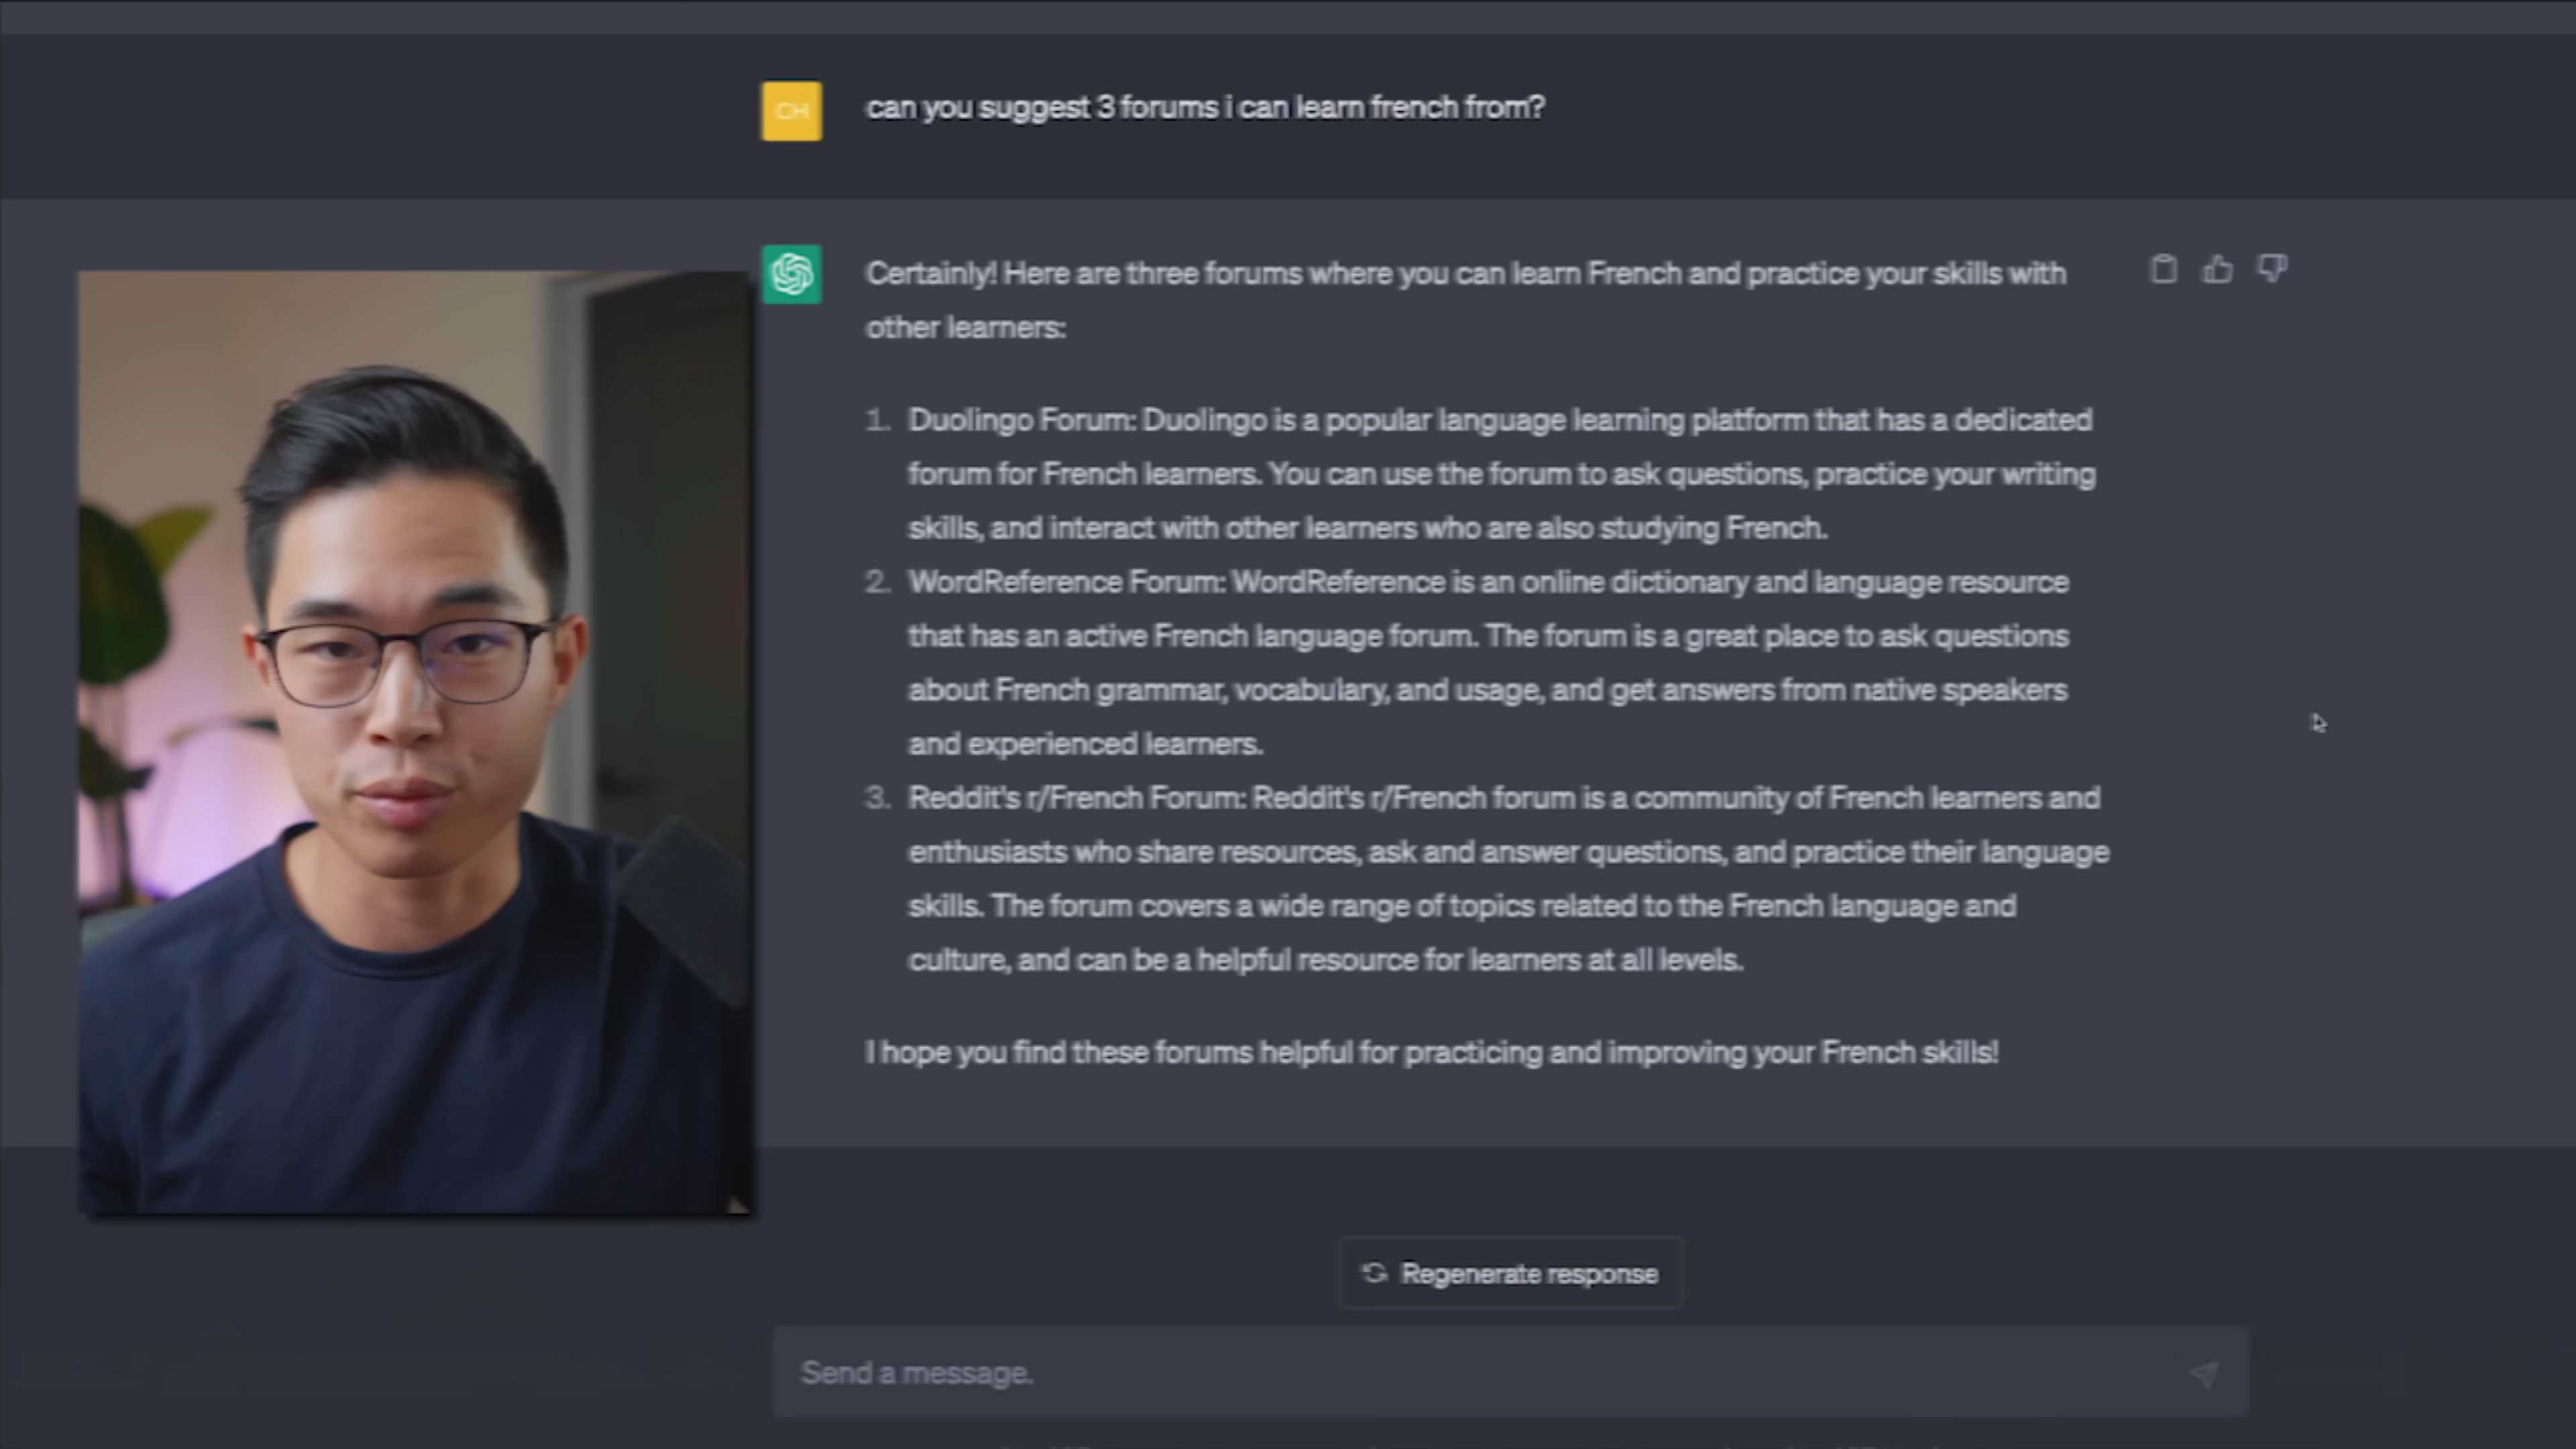 CH
can you suggest 3 forums i can learn french from?
Certainly! Here are three forums where you can learn French and practice your skills with
other learners:
1. Duolingo Forum: Duolingo is a popular language learning platform that has a dedicated
forum for French learners. You can use the forum to ask questions, practice your writing
skills, and interact with other learners who are also studying French.
2. WordReference Forum: WordReference is an online dictionary and language resource
that has an active French language forum. The forum is a great place to ask questions
about French grammar, vocabulary, and usage, and get answers from native speakers
and experienced learners.
3. Reddit's r/French Forum: Reddit's r/French forum is a community of French learners and
enthusiasts who share resources, ask and answer questions, and practice their language
skills. The forum covers a wide range of topics related to the French language and
culture, and can be a helpful resource for learners at all levels.
I hope you find these forums helpful for practicing and improving your French skills!
Regenerate response
Send a message.